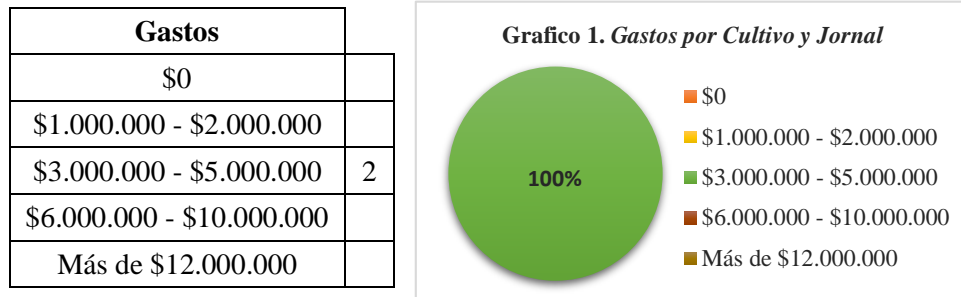 Gastos
$0
$1.000.000 - $2.000.000
$3.000.000 - $5.000.000 2
$6.000.000 - $10.000.000
Más de $12.000.000
Grafico 1. Gastos por Cultivo y Jornal
100%
$0
$1.000.000 - $2.000.000
$3.000.000 - $5.000.000
$6.000.000 - $10.000.000
Más de $12.000.000